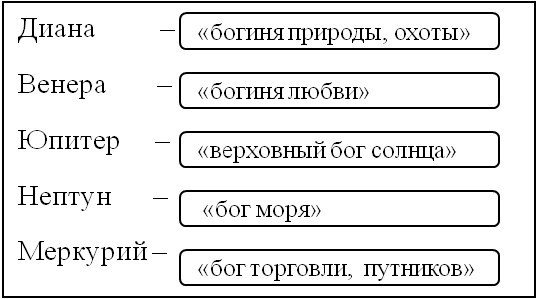 Диана – «богиня природы, охоты»
Венера – «богиня любви»
Юпитер – «верховный бог солнца»
Нептун – «бог моря»
Меркурий – «бог торговли, путников»